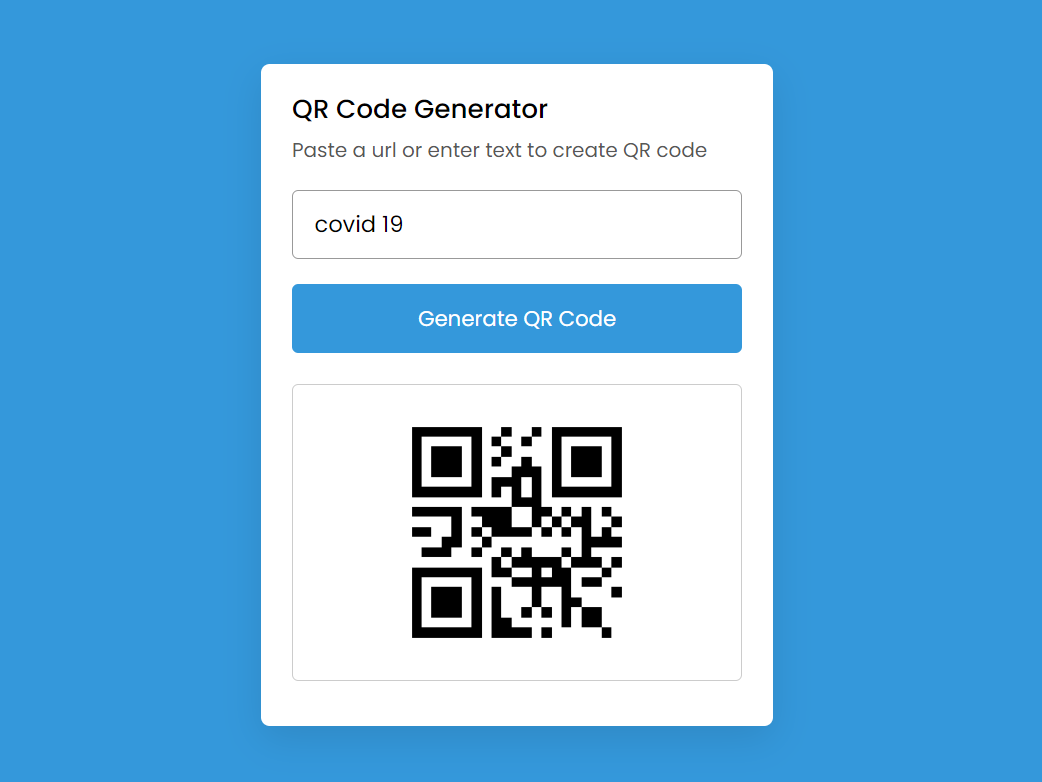 QR Code Generator
Paste a url or enter text to create QR code
covid 19
Generate QR Code